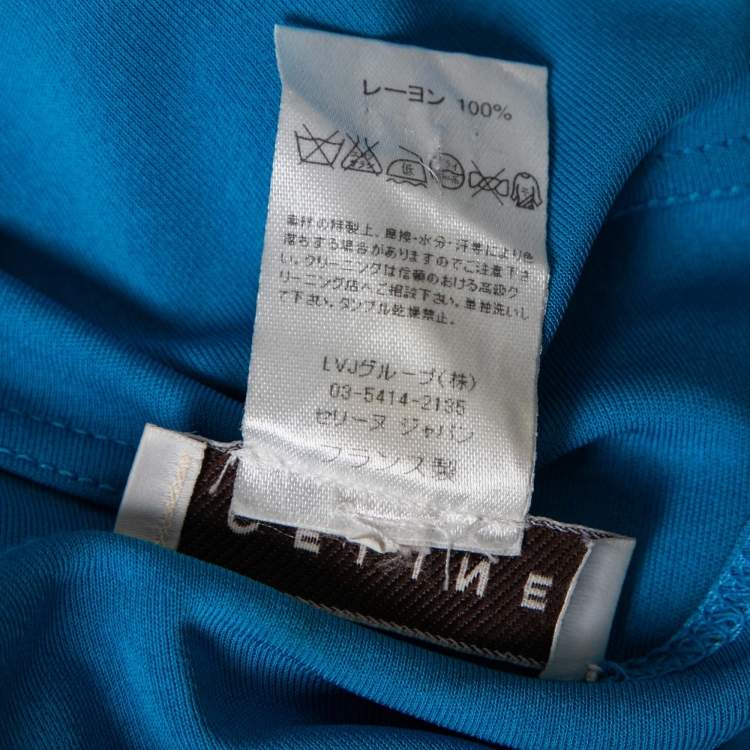 レーヨン 100%
低
素材の特製上、摩擦・水分・汗等により色
落ちする場合がありますのでご注意下さ
い。クリーニングは信頼のおける高級ク
リーニング店へご相談下さい。単袖洗いし
て下さい。タンブル乾燥禁止。
LVJグループ(株)
03-5414-2135
セリーヌ ジャパン
フランス製
CELINE